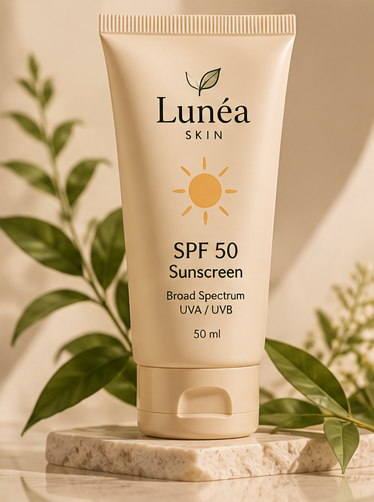 Lunéa
SKIN
SPF 50
Sunscreen
Broad Spectrum
UVA / UVB
50 ml